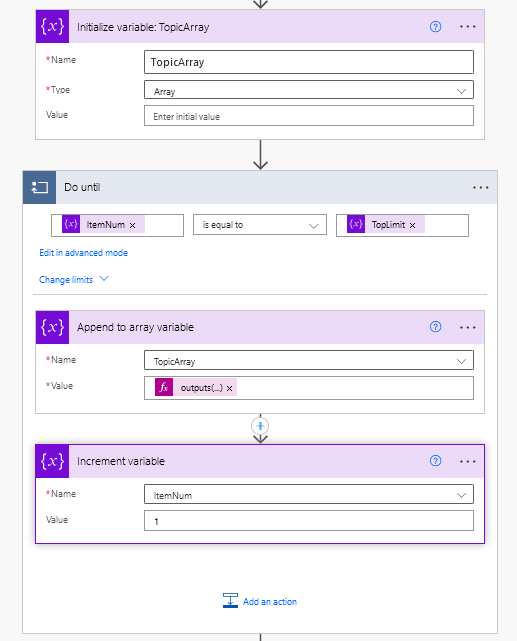 {x} Initialize variable: TopicArray ? ...
*Name TopicArray
*Type Array
Value Enter initial value
Do until ...
{x} ItemNum × is equal to {x} TopLimit ×
Edit in advanced mode
Change limits
{x} Append to array variable ? ...
*Name TopicArray
*Value fx outputs(...) ×
{x} Increment variable ? ...
*Name ItemNum
Value 1
Add an action